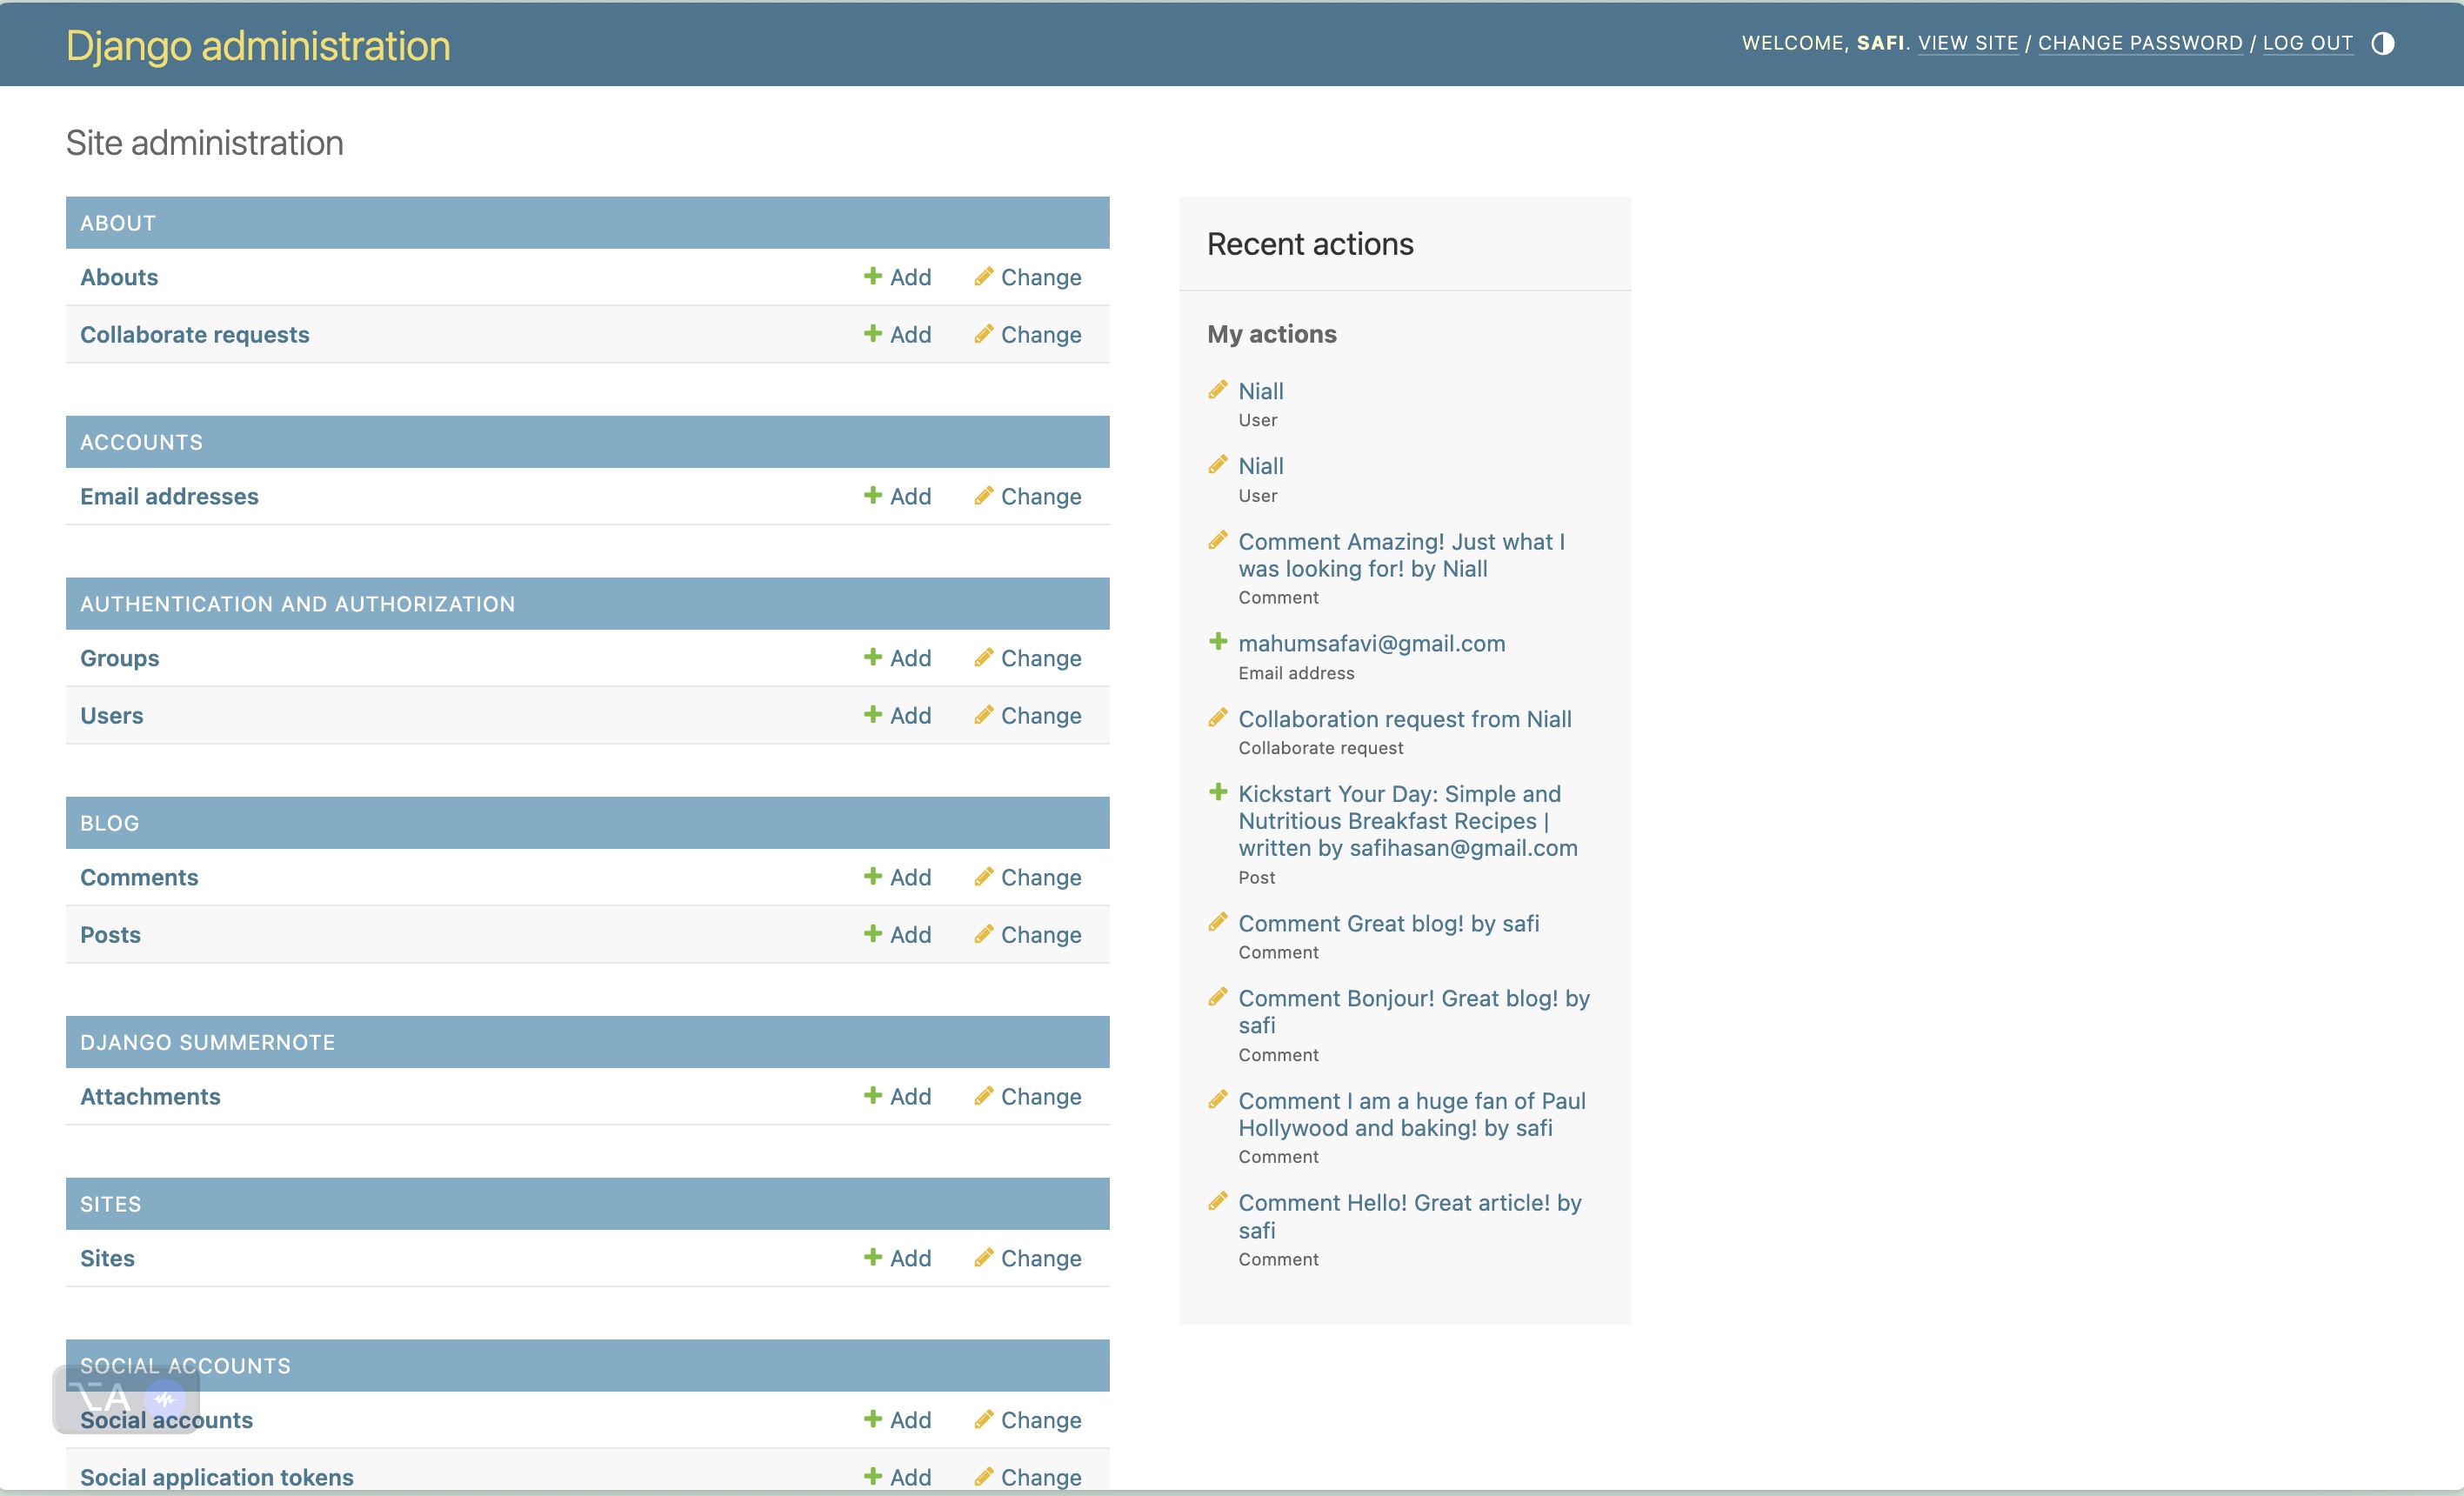 Django administration
WELCOME, SAFI. VIEW SITE / CHANGE PASSWORD / LOG OUT
Site administration
ABOUT
Abouts Add Change
Collaborate requests Add Change
ACCOUNTS
Email addresses Add Change
AUTHENTICATION AND AUTHORIZATION
Groups Add Change
Users Add Change
BLOG
Comments Add Change
Posts Add Change
DJANGO SUMMERNOTE
Attachments Add Change
SITES
Sites Add Change
SOCIAL ACCOUNTS
⌥A
Social accounts Add Change
Social application tokens Add Change
Recent actions
My actions
Niall
User
Niall
User
Comment Amazing! Just what I
was looking for! by Niall
Comment
mahumsafavi@gmail.com
Email address
Collaboration request from Niall
Collaborate request
Kickstart Your Day: Simple and
Nutritious Breakfast Recipes |
written by safihasan@gmail.com
Post
Comment Great blog! by safi
Comment
Comment Bonjour! Great blog! by
safi
Comment
Comment I am a huge fan of Paul
Hollywood and baking! by safi
Comment
Comment Hello! Great article! by
safi
Comment